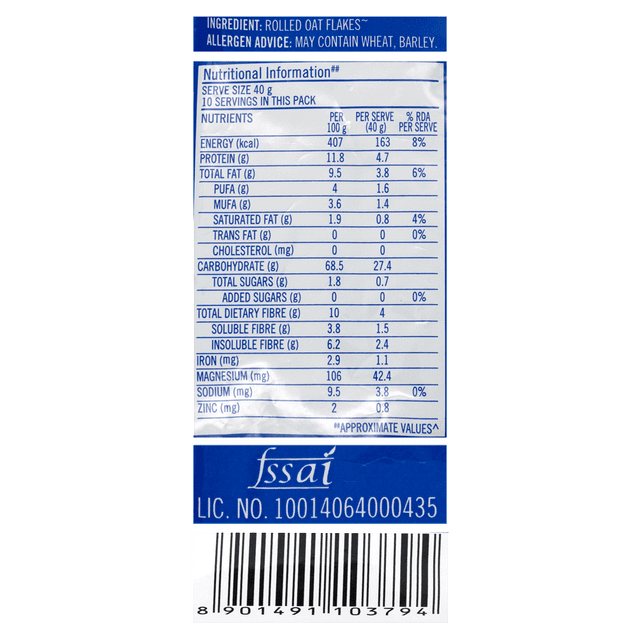 INGREDIENT: ROLLED OAT FLAKES~
ALLERGEN ADVICE: MAY CONTAIN WHEAT, BARLEY.
Nutritional Information##
SERVE SIZE 40 g
10 SERVINGS IN THIS PACK
NUTRIENTS PER 100 g PER SERVE (40 g) % RDA PER SERVE
ENERGY (kcal) 407 163 8%
PROTEIN (g) 11.8 4.7
TOTAL FAT (g) 9.5 3.8 6%
PUFA (g) 4 1.6
MUFA (g) 3.6 1.4
SATURATED FAT (g) 1.9 0.8 4%
TRANS FAT (g) 0 0 0%
CHOLESTEROL (mg) 0 0
CARBOHYDRATE (g) 68.5 27.4
TOTAL SUGARS (g) 1.8 0.7
ADDED SUGARS (g) 0 0 0%
TOTAL DIETARY FIBRE (g) 10 4
SOLUBLE FIBRE (g) 3.8 1.5
INSOLUBLE FIBRE (g) 6.2 2.4
IRON (mg) 2.9 1.1
MAGNESIUM (mg) 106 42.4
SODIUM (mg) 9.5 3.8 0%
ZINC (mg) 2 0.8
##APPROXIMATE VALUES^
fssai
LIC. NO. 10014064000435
8 901491 103794